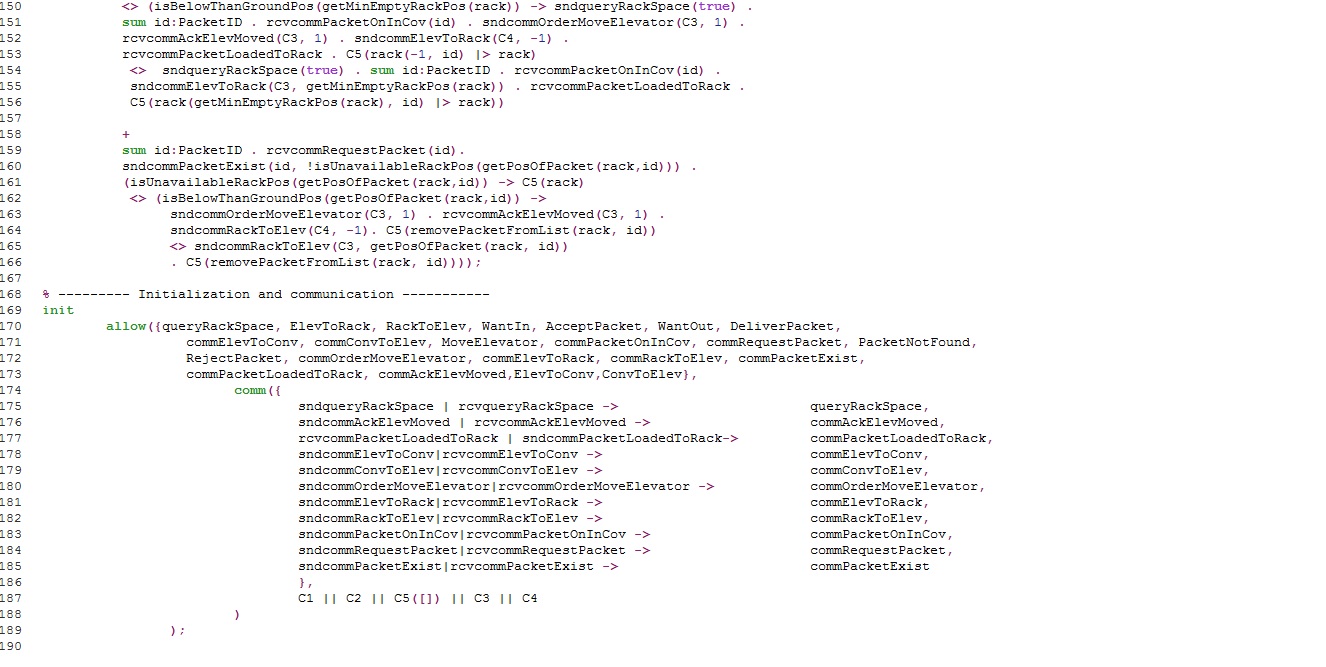 150 <> (isBelowThanGroundPos(getMinEmptyRackPos(rack)) -> sndqueryRackSpace(true) .
151 sum id:PacketID . rcvcommPacketOnInCov(id) . sndcommOrderMoveElevator(C3, 1) .
152 rcvcommAckElevMoved(C3, 1) . sndcommElevToRack(C4, -1) .
153 rcvcommPacketLoadedToRack . C5(rack(-1, id) |> rack)
154 <> sndqueryRackSpace(true) . sum id:PacketID . rcvcommPacketOnInCov(id) .
155 sndcommElevToRack(C3, getMinEmptyRackPos(rack)) . rcvcommPacketLoadedToRack .
156 C5(rack(getMinEmptyRackPos(rack), id) |> rack))
157
158 +
159 sum id:PacketID . rcvcommRequestPacket(id).
160 sndcommPacketExist(id, !isUnavailableRackPos(getPosOfPacket(rack,id))) .
161 (isUnavailableRackPos(getPosOfPacket(rack,id)) -> C5(rack)
162 <> (isBelowThanGroundPos(getPosOfPacket(rack,id)) ->
163 sndcommOrderMoveElevator(C3, 1) . rcvcommAckElevMoved(C3, 1) .
164 sndcommRackToElev(C4, -1). C5(removePacketFromList(rack, id))
165 <> sndcommRackToElev(C3, getPosOfPacket(rack, id))
166 . C5(removePacketFromList(rack, id))));
167
168 % --------- Initialization and communication -----------
169 init
170 allow({queryRackSpace, ElevToRack, RackToElev, WantIn, AcceptPacket, WantOut, DeliverPacket,
171 commElevToConv, commConvToElev, MoveElevator, commPacketOnInCov, commRequestPacket, PacketNotFound,
172 RejectPacket, commOrderMoveElevator, commElevToRack, commRackToElev, commPacketExist,
173 commPacketLoadedToRack, commAckElevMoved,ElevToConv,ConvToElev},
174 comm({
175 sndqueryRackSpace | rcvqueryRackSpace -> queryRackSpace,
176 sndcommAckElevMoved | rcvcommAckElevMoved -> commAckElevMoved,
177 rcvcommPacketLoadedToRack | sndcommPacketLoadedToRack-> commPacketLoadedToRack,
178 sndcommElevToConv|rcvcommElevToConv -> commElevToConv,
179 sndcommConvToElev|rcvcommConvToElev -> commConvToElev,
180 sndcommOrderMoveElevator|rcvcommOrderMoveElevator -> commOrderMoveElevator,
181 sndcommElevToRack|rcvcommElevToRack -> commElevToRack,
182 sndcommRackToElev|rcvcommRackToElev -> commRackToElev,
183 sndcommPacketOnInCov|rcvcommPacketOnInCov -> commPacketOnInCov,
184 sndcommRequestPacket|rcvcommRequestPacket -> commRequestPacket,
185 sndcommPacketExist|rcvcommPacketExist -> commPacketExist
186 },
187 C1 || C2 || C5([]) || C3 || C4
188 )
189 );
190